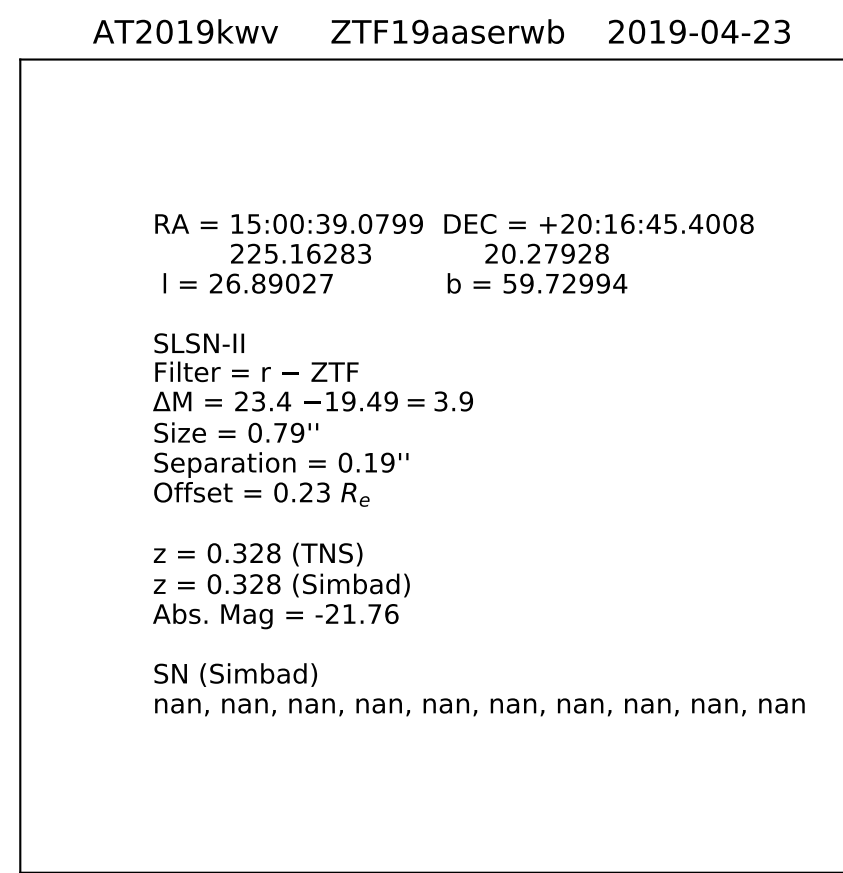 AT2019kwv ZTF19aaserwb 2019-04-23
RA = 15:00:39.0799 DEC = +20:16:45.4008
225.16283 20.27928
l = 26.89027 b = 59.72994
SLSN-II
Filter = r − ZTF
ΔM = 23.4 −19.49 = 3.9
Size = 0.79''
Separation = 0.19''
Offset = 0.23 Rₑ
z = 0.328 (TNS)
z = 0.328 (Simbad)
Abs. Mag = -21.76
SN (Simbad)
nan, nan, nan, nan, nan, nan, nan, nan, nan, nan